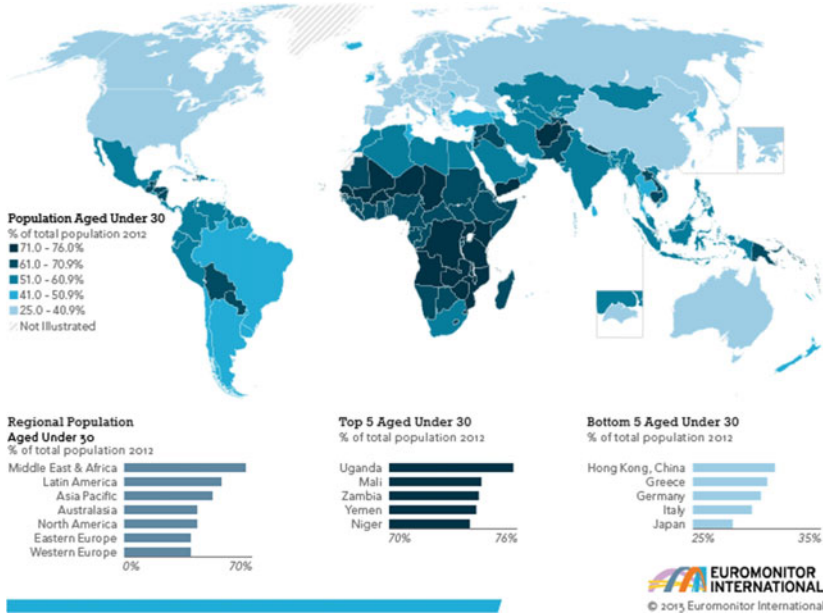 Population Aged Under 30
% of total population 2012
71.0 - 76.0%
61.0 - 70.9%
51.0 - 60.9%
41.0 - 50.9%
25.0 - 40.9%
Not Illustrated
Regional Population
Aged Under 30
% of total population 2012
Middle East & Africa
Latin America
Asia Pacific
Australasia
North America
Eastern Europe
Western Europe
0% 70%
Top 5 Aged Under 30
% of total population 2012
Uganda
Mali
Zambia
Yemen
Niger
70% 76%
Bottom 5 Aged Under 30
% of total population 2012
Hong Kong, China
Greece
Germany
Italy
Japan
25% 35%
EUROMONITOR
INTERNATIONAL
© 2013 Euromonitor International